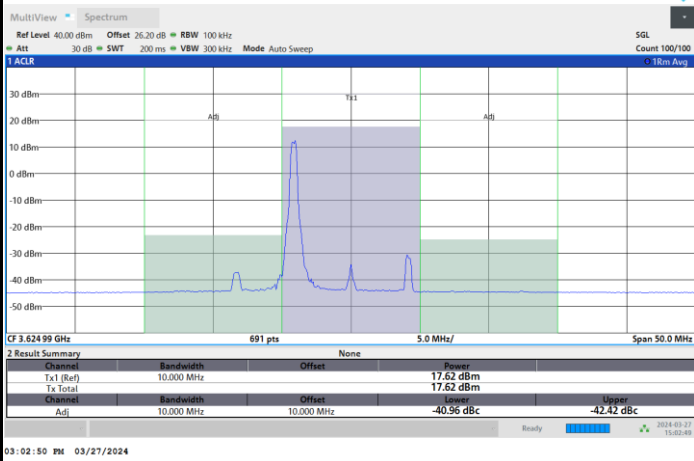 MultiView Spectrum
Ref Level 40.00 dBm Offset 26.20 dB RBW 100 kHz SGL
Att 30 dB SWT 200 ms VBW 300 kHz Mode Auto Sweep Count 100/100
1 ACLR 1Rm Avg
30 dBm
Tx1
20 dBm
Adj Adj
10 dBm
0 dBm
-10 dBm
-20 dBm
-30 dBm
-40 dBm
-50 dBm
CF 3.624 99 GHz 691 pts 5.0 MHz/ Span 50.0 MHz
2 Result Summary None
Channel Bandwidth Offset Power
Tx1 (Ref) 10.000 MHz 17.62 dBm
Tx Total 17.62 dBm
Channel Bandwidth Offset Lower Upper
Adj 10.000 MHz 10.000 MHz -40.96 dBc -42.42 dBc
Ready 2024-03-27
15:02:49
03:02:50 PM 03/27/2024